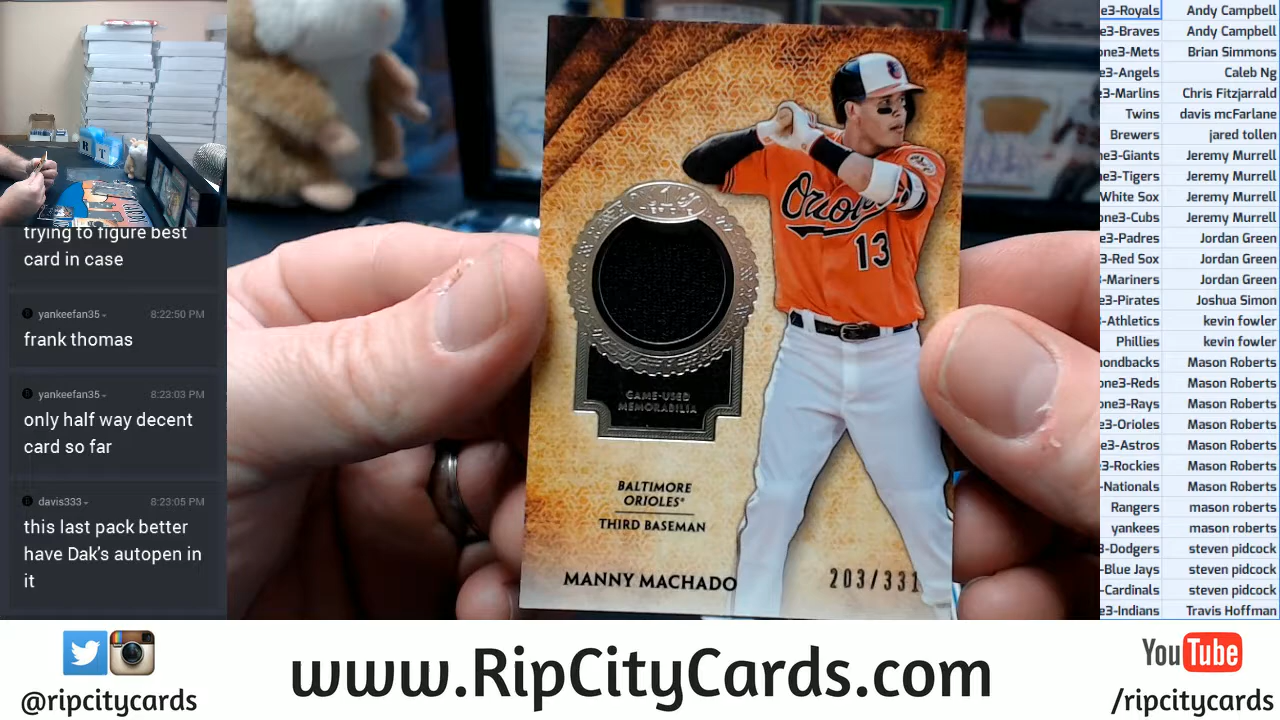 trying to figure best
card in case
yankeefan35
8:22:50 PM
frank thomas
yankeefan35
8:23:03 PM
only half way decent
card so far
davis333
8:23:05 PM
this last pack better
have Dak's autopen in
it
Orioles
13
GAME-USED
MEMORABILIA
BALTIMORE
ORIOLES
THIRD BASEMAN
MANNY MACHADO
203/331
e3-Royals Andy Campbell
e3-Braves Andy Campbell
one3-Mets Brian Simmons
e3-Angels Caleb Ng
e3-Marlins Chris Fitzjarrald
Twins davis mcFarlane
Brewers jared tollen
e3-Giants Jeremy Murrell
e3-Tigers Jeremy Murrell
White Sox Jeremy Murrell
one3-Cubs Jeremy Murrell
e3-Padres Jordan Green
3-Red Sox Jordan Green
-Mariners Jordan Green
e3-Pirates Joshua Simon
-Athletics kevin fowler
Phillies kevin fowler
nondbacks Mason Roberts
one3-Reds Mason Roberts
one3-Rays Mason Roberts
e3-Orioles Mason Roberts
e3-Astros Mason Roberts
e3-Rockies Mason Roberts
-Nationals Mason Roberts
Rangers mason roberts
yankees mason roberts
3-Dodgers steven pidcock
-Blue Jays steven pidcock
-Cardinals steven pidcock
e3-Indians Travis Hoffman
@ripcitycards
www.RipCityCards.com
YouTube
/ripcitycards